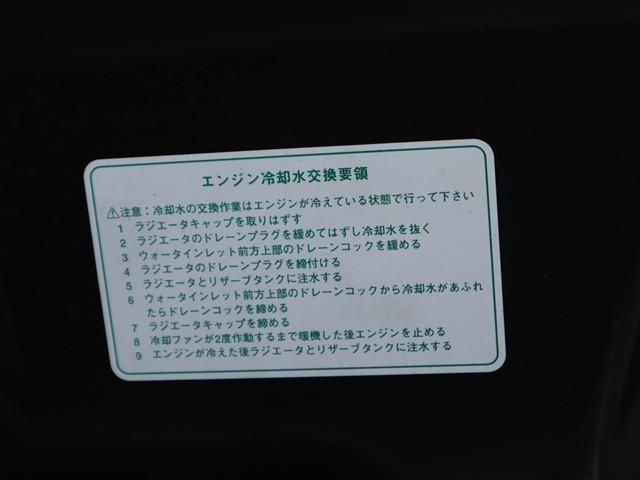 エンジン冷却水交換要領
⚠注意：冷却水の交換作業はエンジンが冷えている状態で行って下さい
1 ラジエータキャップを取りはずす
2 ラジエータのドレーンプラグを緩めてはずし冷却水を抜く
3 ウォータインレット前方上部のドレーンコックを緩める
4 ラジエータのドレーンプラグを締付ける
5 ラジエータとリザーブタンクに注水する
6 ウォータインレット前方上部のドレーンコックから冷却水があふれ
たらドレーンコックを締める
7 ラジエータキャップを締める
8 冷却ファンが2度作動するまで暖機した後エンジンを止める
9 エンジンが冷えた後ラジエータとリザーブタンクに注水する